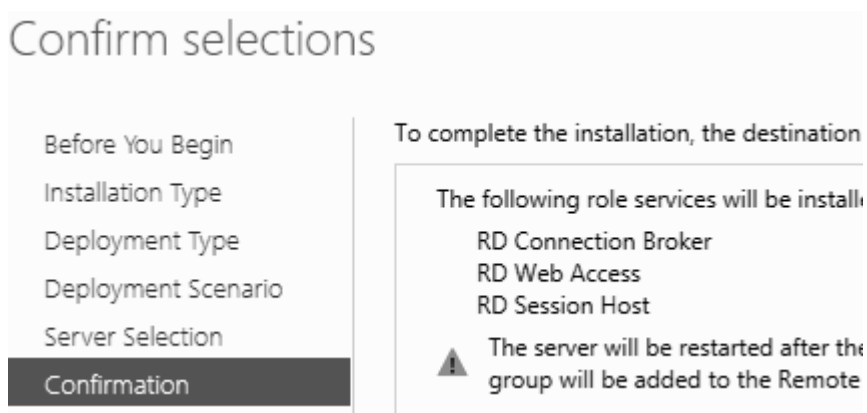 Confirm selections
Before You Begin
Installation Type
Deployment Type
Deployment Scenario
Server Selection
Confirmation
To complete the installation, the destination
The following role services will be
RD Connection Broker
RD Web Access
RD Session Host
The server will be restarted after the
group will be added to the Remote